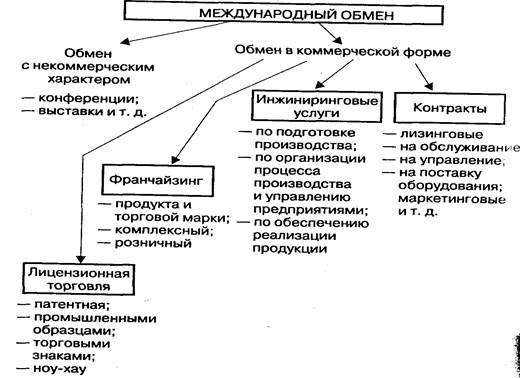 МЕЖДУНАРОДНЫЙ ОБМЕН
Обмен
с некоммерческим
характером
— конференции;
— выставки и т. д.
Обмен в коммерческой форме
Инжиниринговые
услуги
— по подготовке
производства;
— по организации
процесса
производства
и управлению
предприятиями;
— по обеспечению
реализации
продукции
Контракты
— лизинговые
— на обслуживание
— на управление;
— на поставку
оборудования;
маркетинговые
и т. д.
Франчайзинг
— продукта и
торговой марки;
— комплексный;
— розничный
Лицензионная
торговля
— патентная;
— промышленными
образцами;
— торговыми
знаками;
— ноу-хау